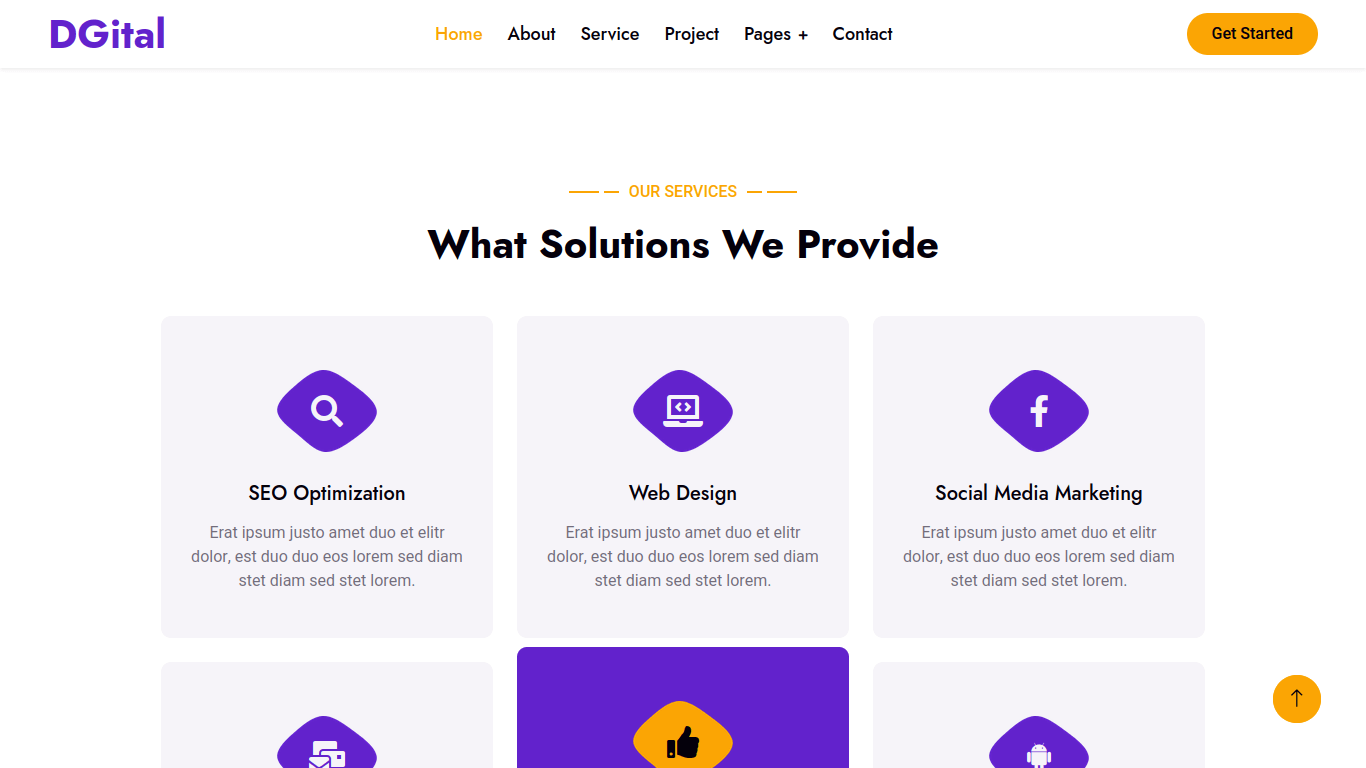 DGital
Home About Service Project Pages + Contact
Get Started
OUR SERVICES
What Solutions We Provide
SEO Optimization
Erat ipsum justo amet duo et elitr
dolor, est duo duo eos lorem sed diam
stet diam sed stet lorem.
Web Design
Erat ipsum justo amet duo et elitr
dolor, est duo duo eos lorem sed diam
stet diam sed stet lorem.
Social Media Marketing
Erat ipsum justo amet duo et elitr
dolor, est duo duo eos lorem sed diam
stet diam sed stet lorem.